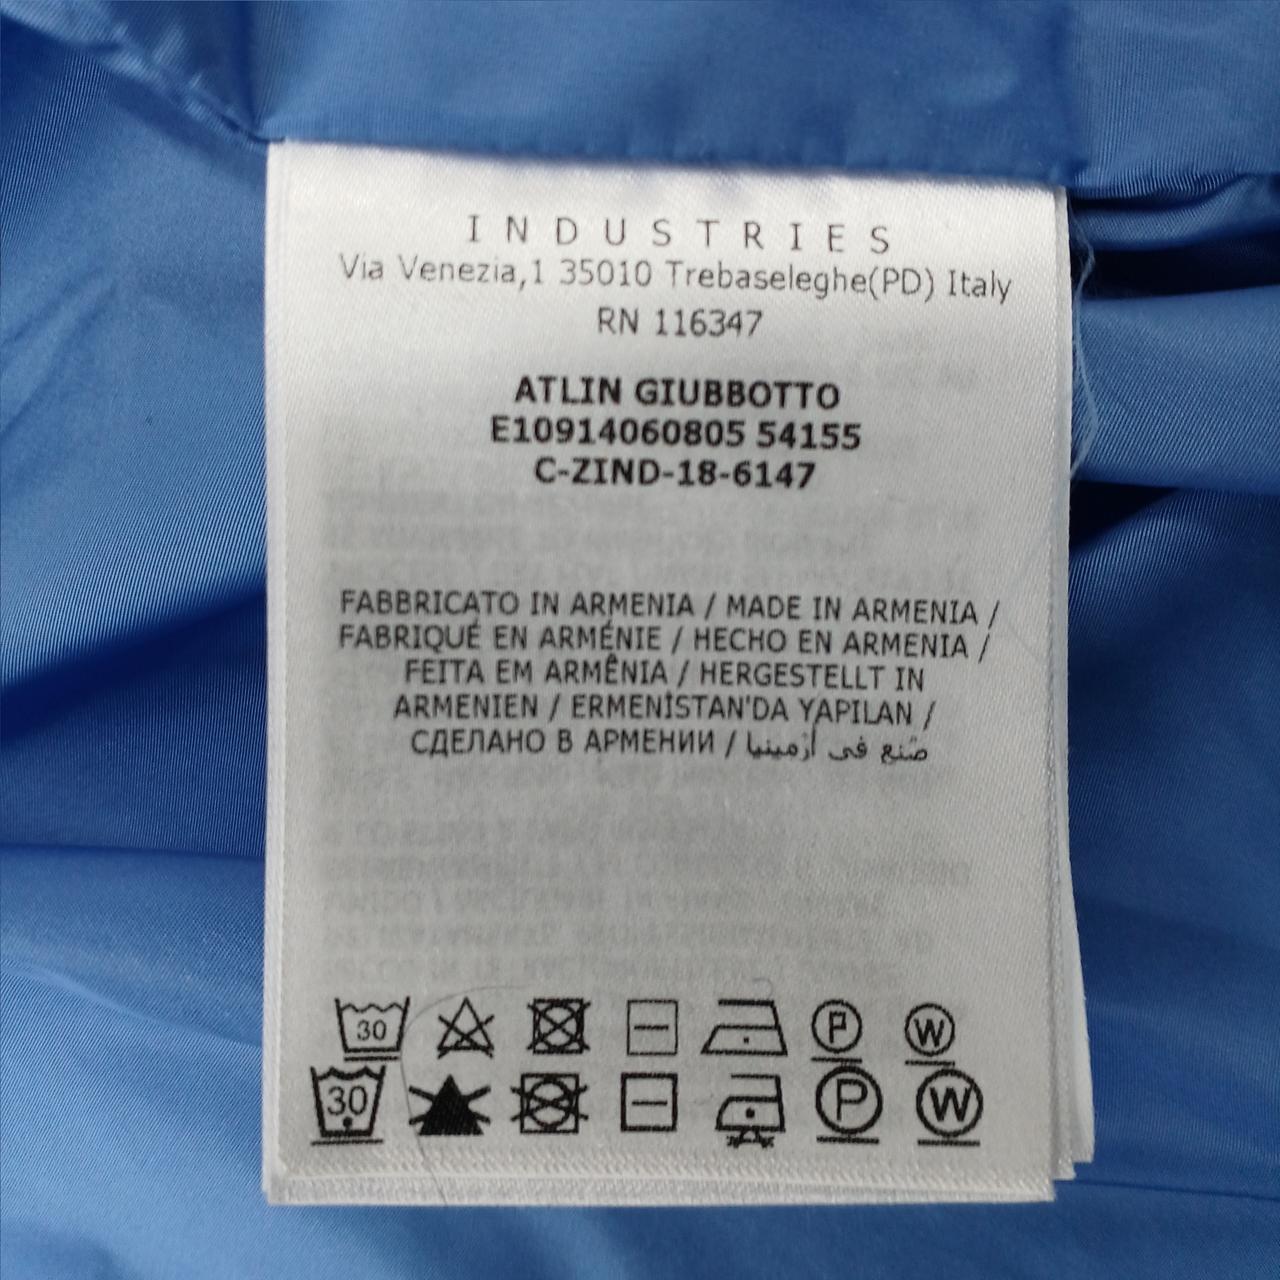 INDUSTRIES
Via Venezia,1 35010 Trebaseleghe(PD) Italy
RN 116347
ATLIN GIUBBOTTO
E10914060805 54155
C-ZIND-18-6147
FABBRICATO IN ARMENIA / MADE IN ARMENIA /
FABRIQUÉ EN ARMÉNIE / HECHO EN ARMENIA /
FEITA EM ARMÊNIA / HERGESTELLT IN
ARMENIEN / ERMENİSTAN'DA YAPILAN /
СДЕЛАНО В АРМЕНИИ / صُنع في أرمينيا
30 P W
30 P W